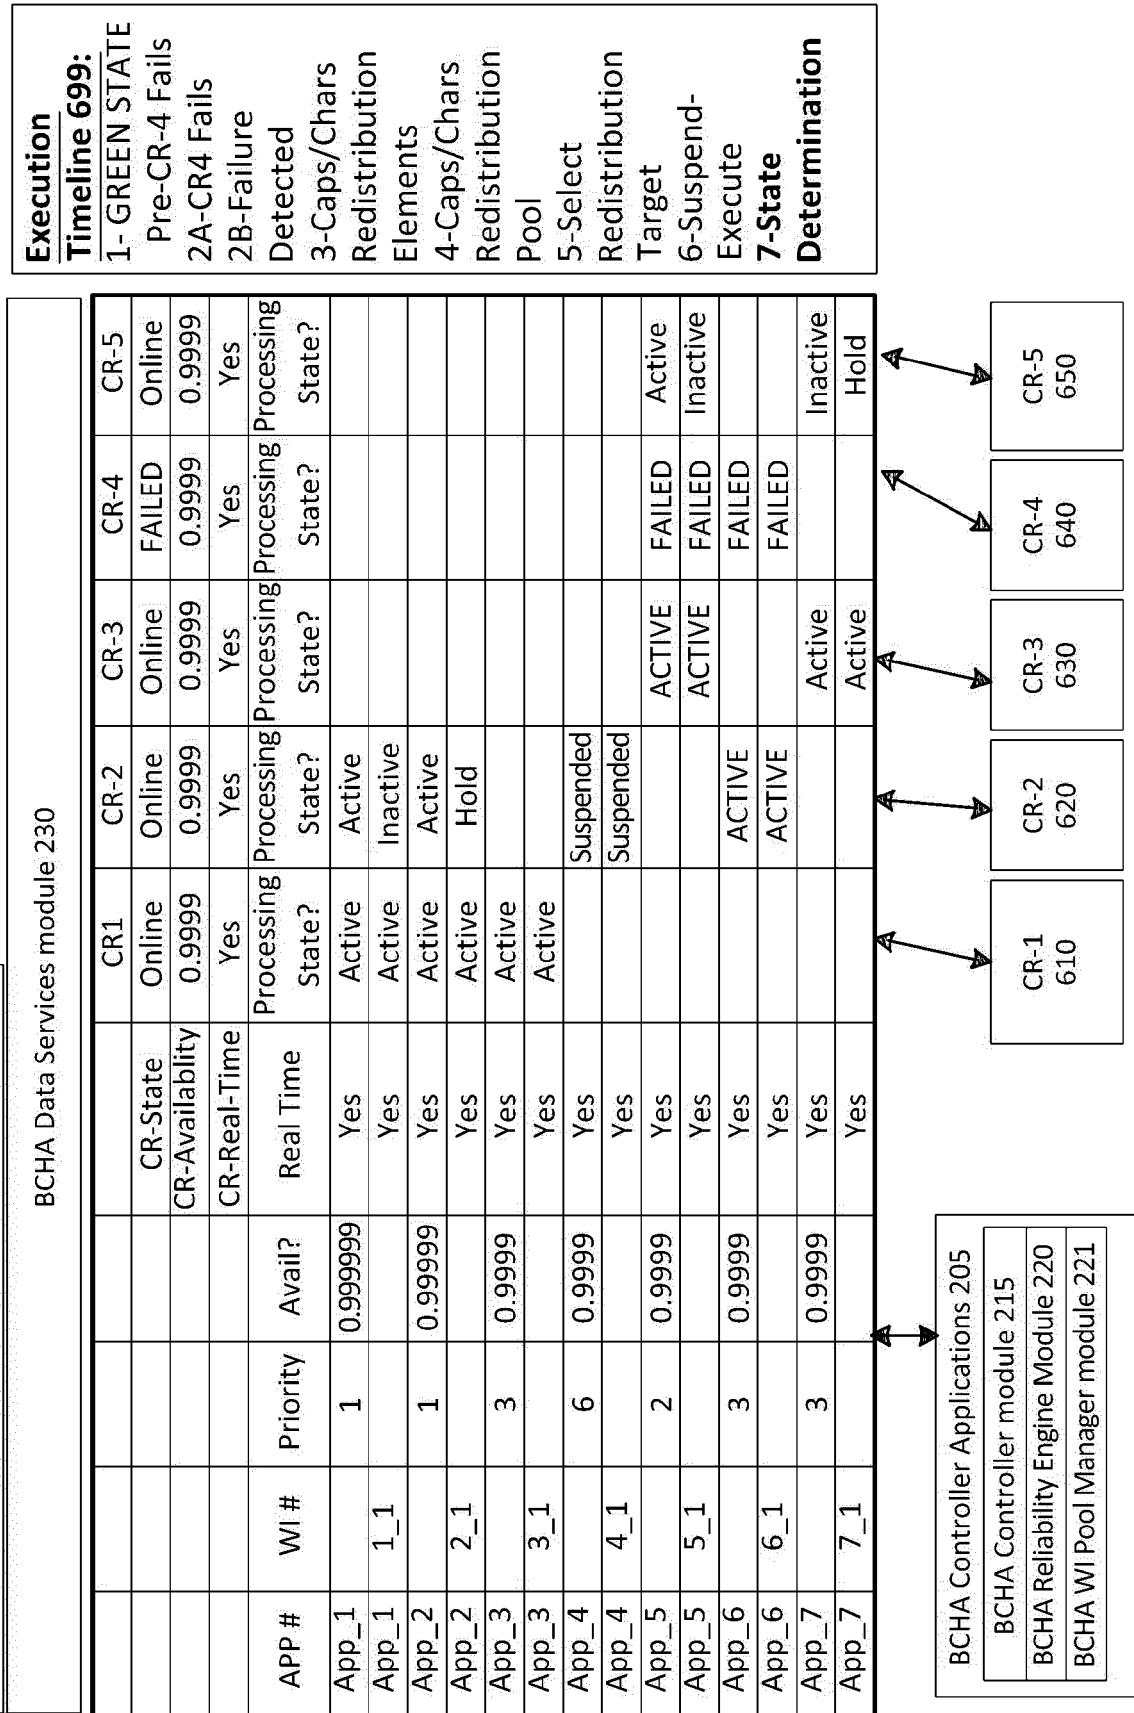 BCHA Data Services module 230
CR1 CR-2 CR-3 CR-4 CR-5
CR-State Online Online Online FAILED Online
CR-Availablity 0.9999 0.9999 0.9999 0.9999 0.9999
CR-Real-Time Yes Yes Yes Yes Yes
APP # WI # Priority Avail? Real Time Processing State? Processing State? Processing State? Processing State? Processing State?
App_1 1 0.999999 Yes Active Active
App_1 1_1 Yes Active Inactive
App_2 1 0.99999 Yes Active Active
App_2 2_1 Yes Active Hold
App_3 3 0.9999 Yes Active
App_3 3_1 Yes Active
App_4 6 0.9999 Yes Suspended
App_4 4_1 Yes Suspended
App_5 2 0.9999 Yes ACTIVE FAILED Active
App_5 5_1 Yes ACTIVE FAILED Inactive
App_6 3 0.9999 Yes ACTIVE FAILED
App_6 6_1 Yes ACTIVE FAILED
App_7 3 0.9999 Yes Active Inactive
App_7 7_1 Yes Active Hold
Execution
Timeline 699:
1- GREEN STATE
Pre-CR-4 Fails
2A-CR4 Fails
2B-Failure
Detected
3-Caps/Chars
Redistribution
Elements
4-Caps/Chars
Redistribution
Pool
5-Select
Redistribution
Target
6-Suspend-
Execute
7-State
Determination
BCHA Controller Applications 205
BCHA Controller module 215
BCHA Reliability Engine Module 220
BCHA WI Pool Manager module 221
CR-1
610
CR-2
620
CR-3
630
CR-4
640
CR-5
650